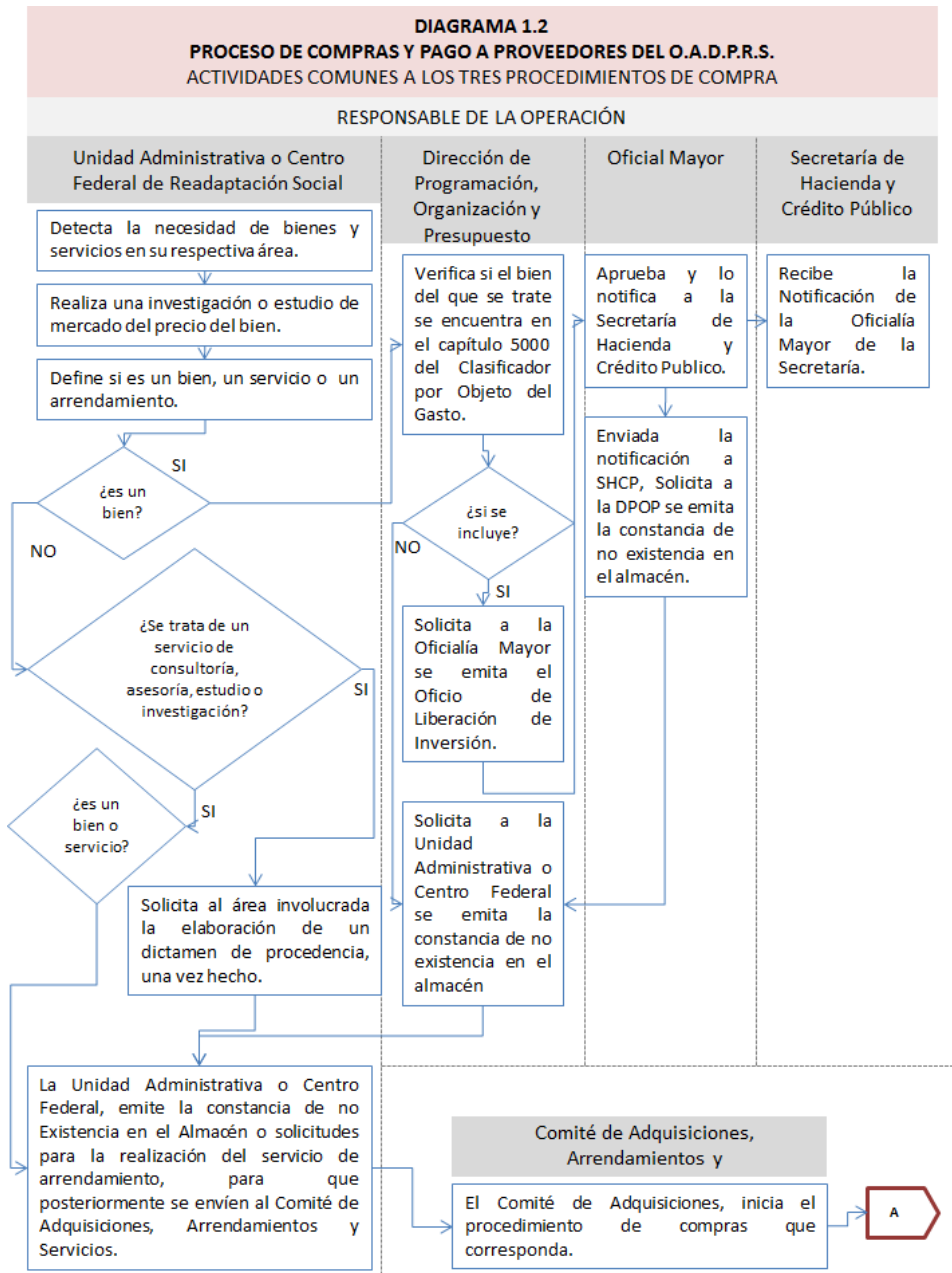 DIAGRAMA 1.2
PROCESO DE COMPRAS Y PAGO A PROVEEDORES DEL O.A.D.P.R.S.
ACTIVIDADES COMUNES A LOS TRES PROCEDIMIENTOS DE COMPRA
RESPONSABLE DE LA OPERACIÓN
Unidad Administrativa o Centro
Federal de Readaptación Social
Dirección de
Programación,
Organización y
Presupuesto
Oficial Mayor
Secretaría de
Hacienda y
Crédito Público
Detecta la necesidad de bienes y
servicios en su respectiva área.
Realiza una investigación o estudio de
mercado del precio del bien.
Define si es un bien, un servicio o un
arrendamiento.
SI
¿es un
bien?
NO
¿Se trata de un
servicio de
consultoría,
asesoría, estudio o
investigación?
SI
SI
¿es un
bien o
servicio?
Solicita al área involucrada
la elaboración de un
dictamen de procedencia,
una vez hecho.
Verifica si el bien
del que se trate
se encuentra en
el capítulo 5000
del Clasificador
por Objeto del
Gasto.
¿si se
incluye?
NO
SI
Solicita a la
Oficialía Mayor
se emita el
Oficio de
Liberación de
Inversión.
Solicita a la
Unidad
Administrativa o
Centro Federal
se emita la
constancia de no
existencia en el
almacén
Aprueba y lo
notifica a la
Secretaría de
Hacienda y
Crédito Publico.
Enviada la
notificación a
SHCP, Solicita a
la DPOP se emita
la constancia de
no existencia en
el almacén.
Recibe la
Notificación de
la Oficialía
Mayor de la
Secretaría.
La Unidad Administrativa o Centro
Federal, emite la constancia de no
Existencia en el Almacén o solicitudes
para la realización del servicio de
arrendamiento, para que
posteriormente se envíen al Comité de
Adquisiciones, Arrendamientos y
Servicios.
Comité de Adquisiciones,
Arrendamientos y
El Comité de Adquisiciones, inicia el
procedimiento de compras que
corresponda.
A